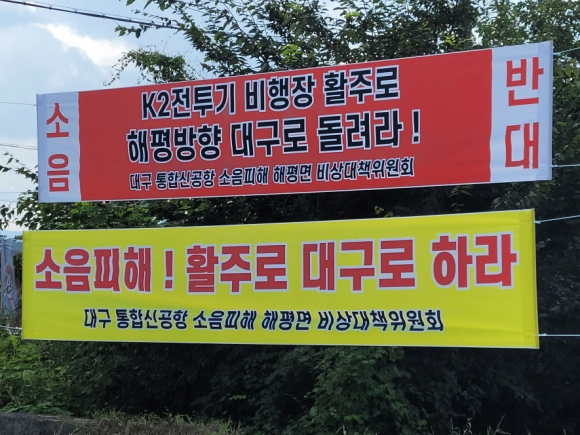 소음
K2전투기 비행장 활주로
해평방향 대구로 돌려라 !
대구 통합신공항 소음피해 해평면 비상대책위원회
반대
소음피해 ! 활주로 대구로 하라
대구 통합신공항 소음피해 해평면 비상대책위원회